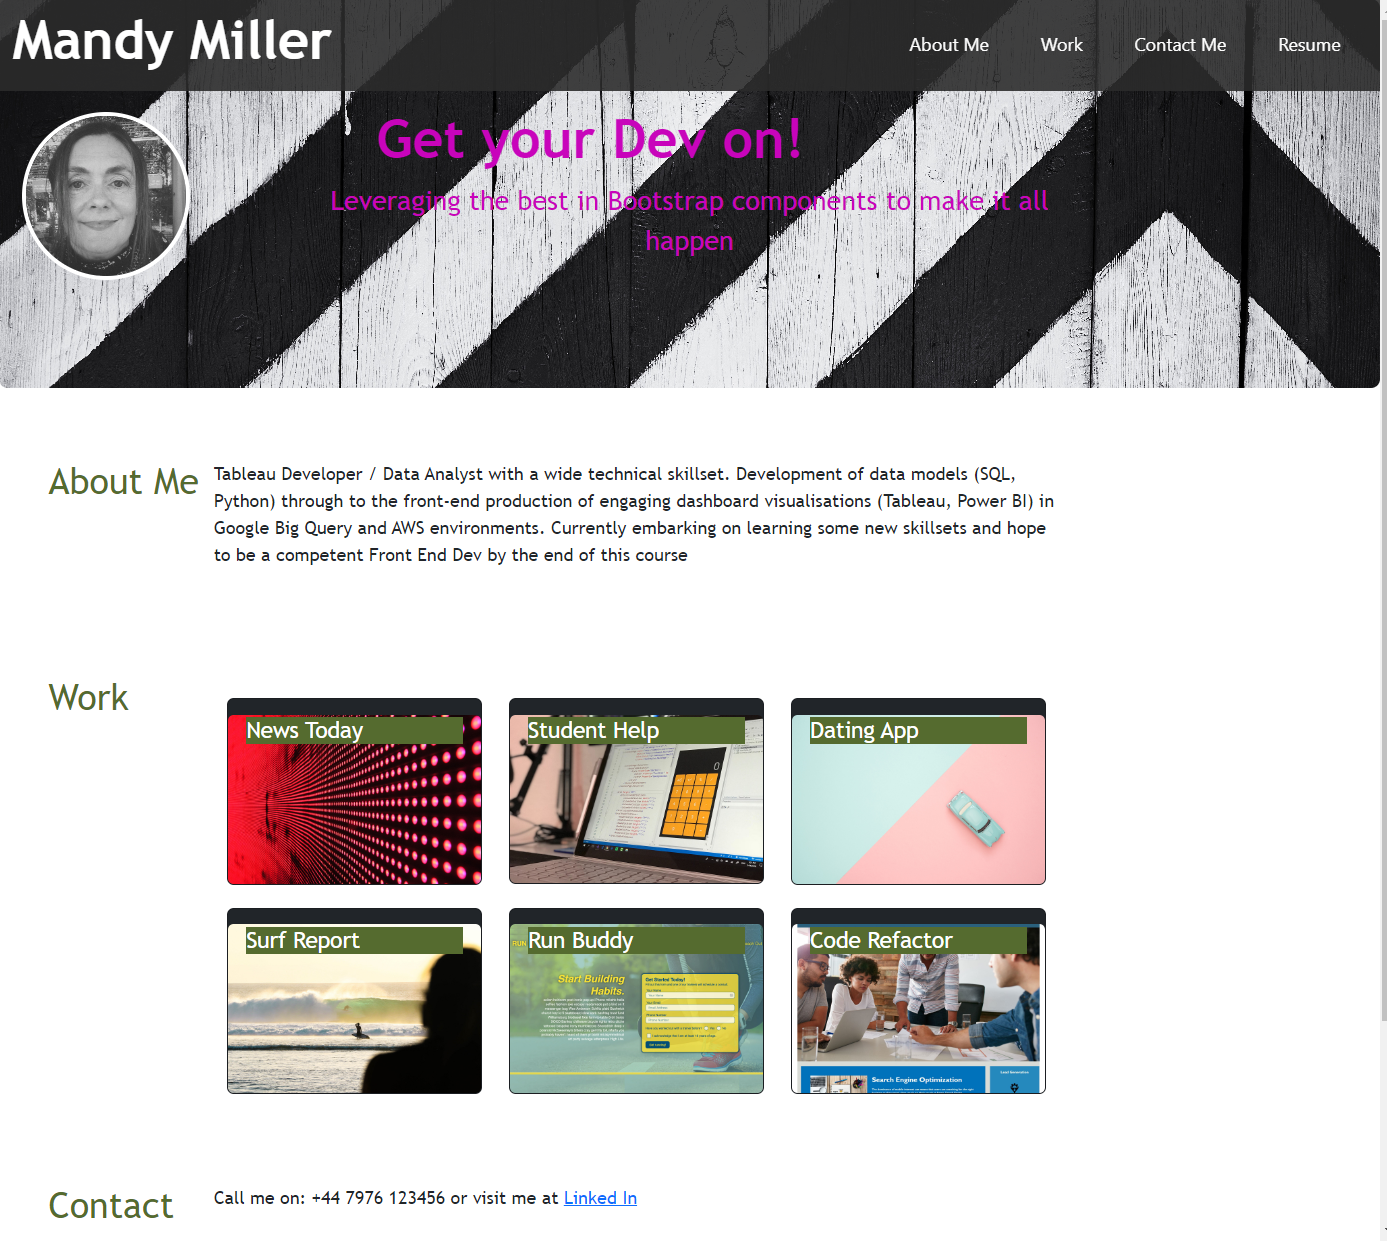 Mandy Miller
About Me Work Contact Me Resume
Get your Dev on!
Leveraging the best in Bootstrap components to make it all
happen
About Me
Tableau Developer / Data Analyst with a wide technical skillset. Development of data models (SQL,
Python) through to the front-end production of engaging dashboard visualisations (Tableau, Power BI) in
Google Big Query and AWS environments. Currently embarking on learning some new skillsets and hope
to be a competent Front End Dev by the end of this course
Work
News Today
Student Help
Dating App
Surf Report
Run Buddy
Start Building
Habits.
Get Started Today!
Code Refactor
Search Engine Optimization
Lead Generation
Contact
Call me on: +44 7976 123456 or visit me at Linked In